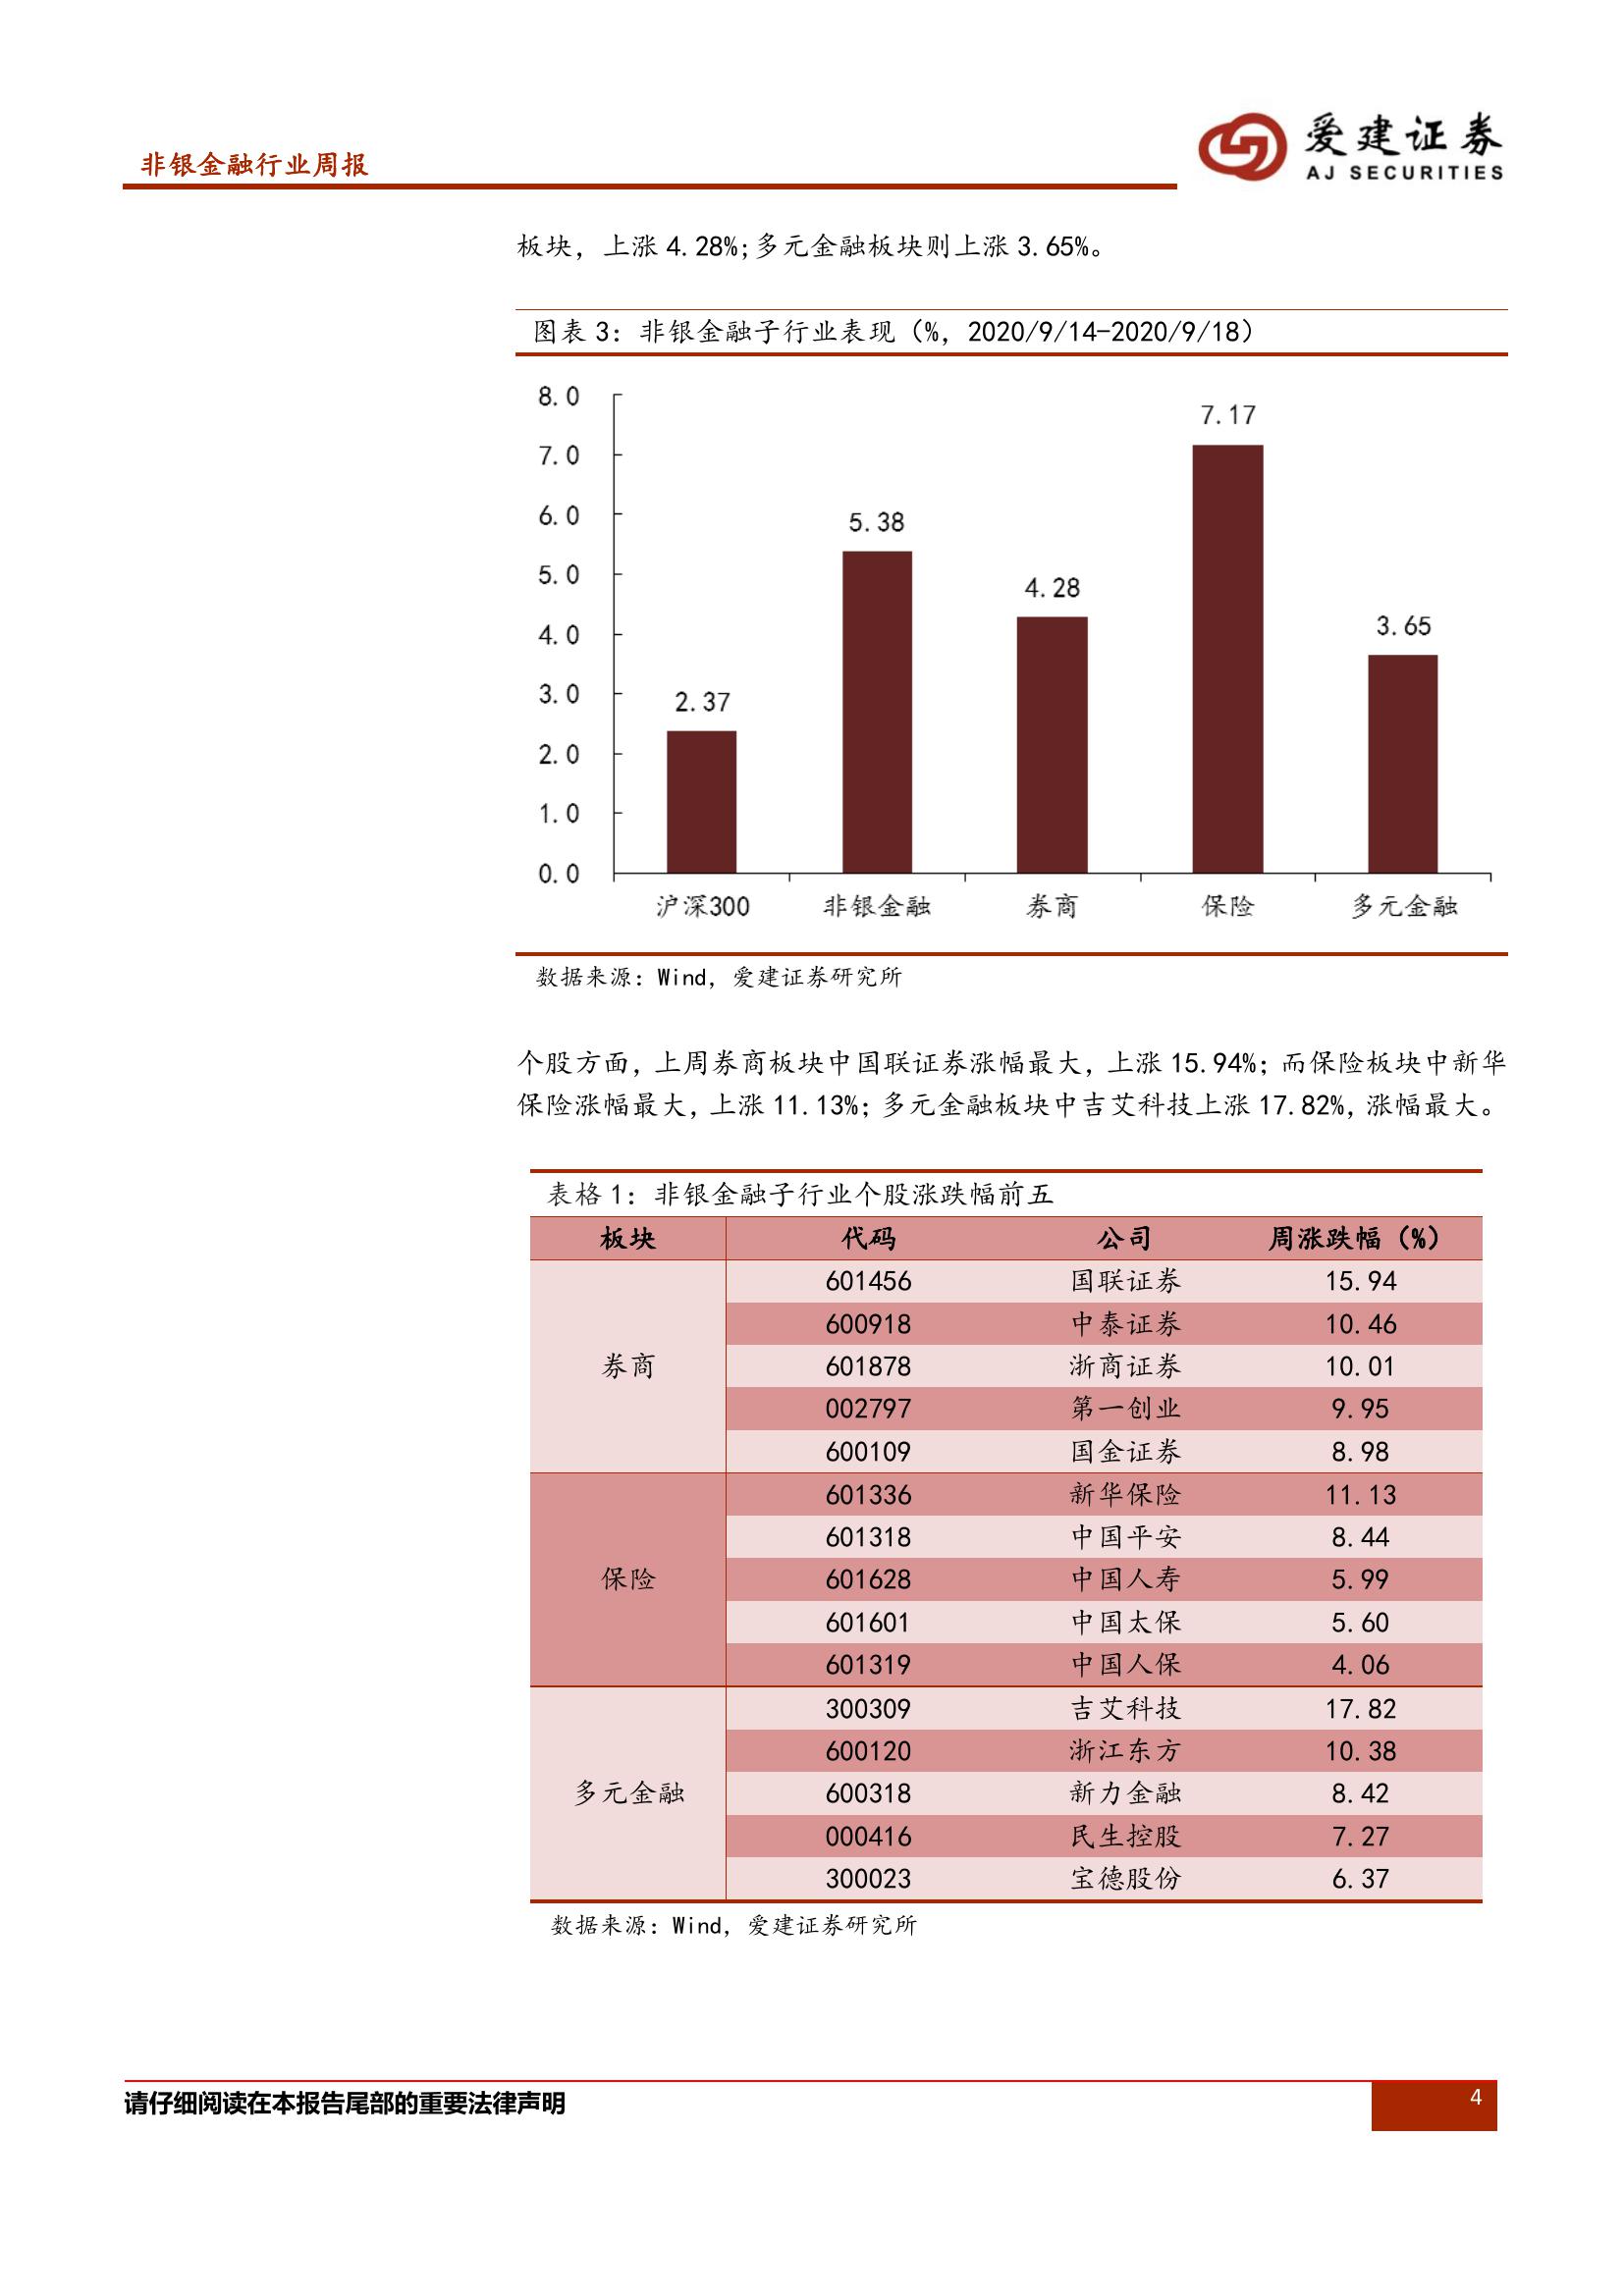 非银金融行业周报
爱建证券
AJ SECURITIES
板块，上涨 4.28%;多元金融板块则上涨 3.65%。
图表 3：非银金融子行业表现（%，2020/9/14-2020/9/18）
8.0
7.0
6.0
5.0
4.0
3.0
2.0
1.0
0.0
2.37
5.38
4.28
7.17
3.65
沪深300 非银金融 券商 保险 多元金融
数据来源：Wind，爱建证券研究所
个股方面，上周券商板块中国联证券涨幅最大，上涨 15.94%；而保险板块中新华
保险涨幅最大，上涨 11.13%；多元金融板块中吉艾科技上涨 17.82%，涨幅最大。
表格 1：非银金融子行业个股涨跌幅前五
板块 代码 公司 周涨跌幅（%）
券商
601456 国联证券 15.94
600918 中泰证券 10.46
601878 浙商证券 10.01
002797 第一创业 9.95
600109 国金证券 8.98
保险
601336 新华保险 11.13
601318 中国平安 8.44
601628 中国人寿 5.99
601601 中国太保 5.60
601319 中国人保 4.06
多元金融
300309 吉艾科技 17.82
600120 浙江东方 10.38
600318 新力金融 8.42
000416 民生控股 7.27
300023 宝德股份 6.37
数据来源：Wind，爱建证券研究所
请仔细阅读在本报告尾部的重要法律声明
4